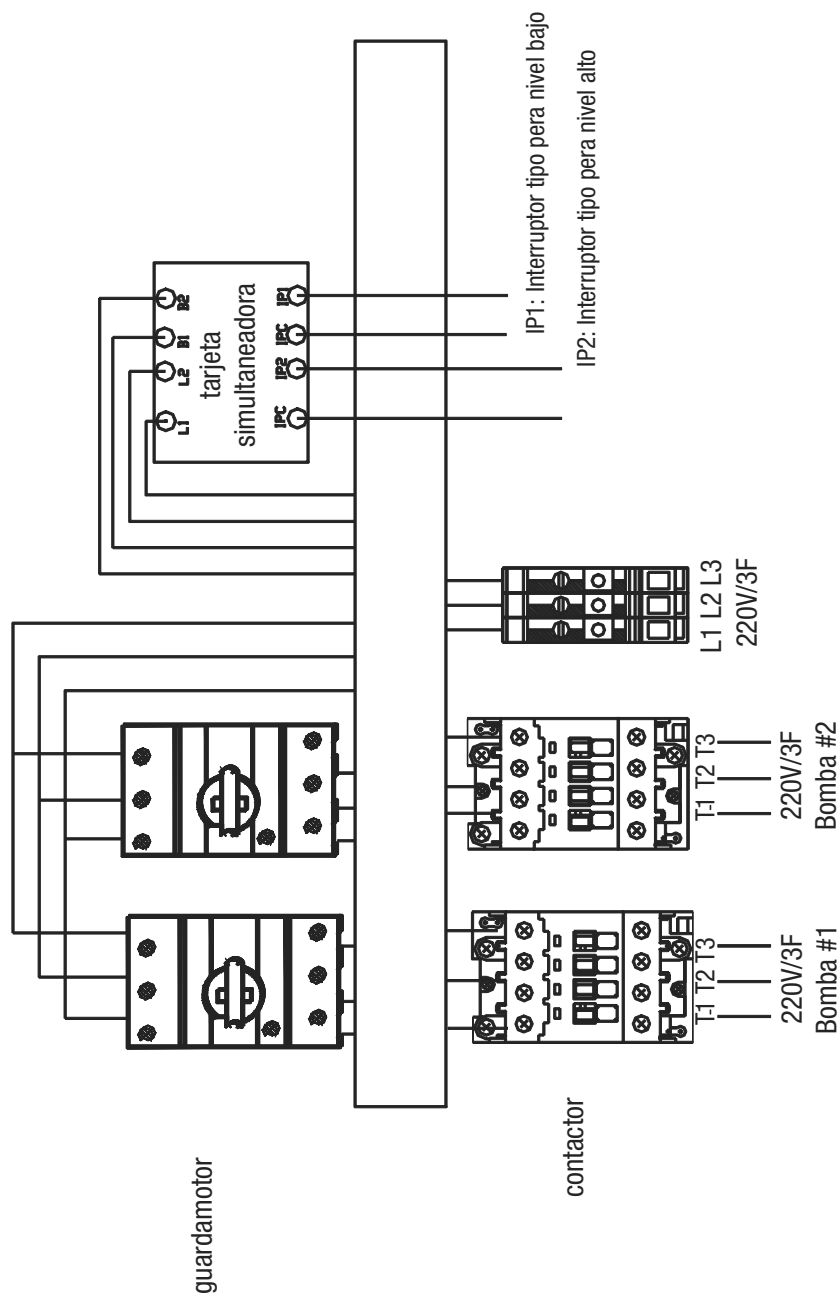 guardamotor
tarjeta
simultaneadora
L1 L2 B1 B2
IPC IP2 IPC IP1
IP1: Interruptor tipo pera nivel bajo
IP2: Interruptor tipo pera nivel alto
contactor
T-1 T2 T3
220V/3F
Bomba #1
T-1 T2 T3
220V/3F
Bomba #2
L1 L2 L3
220V/3F